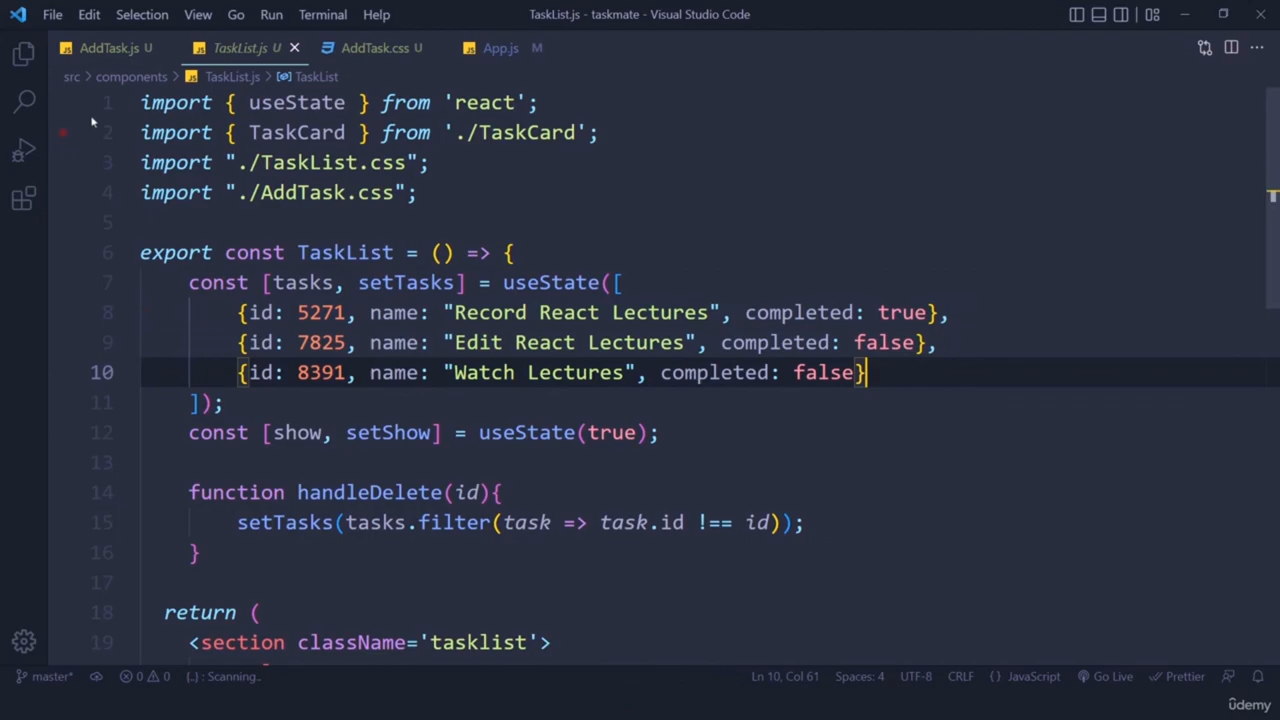 File Edit Selection View Go Run Terminal Help TaskList.js - taskmate - Visual Studio Code
AddTask.js U TaskList.js U AddTask.css U App.js M
src > components > TaskList.js > TaskList
1 import { useState } from 'react';
2 import { TaskCard } from './TaskCard';
3 import "./TaskList.css";
4 import "./AddTask.css";
5
6 export const TaskList = () => {
7 const [tasks, setTasks] = useState([
8 {id: 5271, name: "Record React Lectures", completed: true},
9 {id: 7825, name: "Edit React Lectures", completed: false},
10 {id: 8391, name: "Watch Lectures", completed: false}
11 ]);
12 const [show, setShow] = useState(true);
13
14 function handleDelete(id){
15 setTasks(tasks.filter(task => task.id !== id));
16 }
17
18 return (
19 <section className='tasklist'>
master* 0 0 {..} : Scanning.. Ln 10, Col 61 Spaces: 4 UTF-8 CRLF { } JavaScript Go Live Prettier
ûdemy